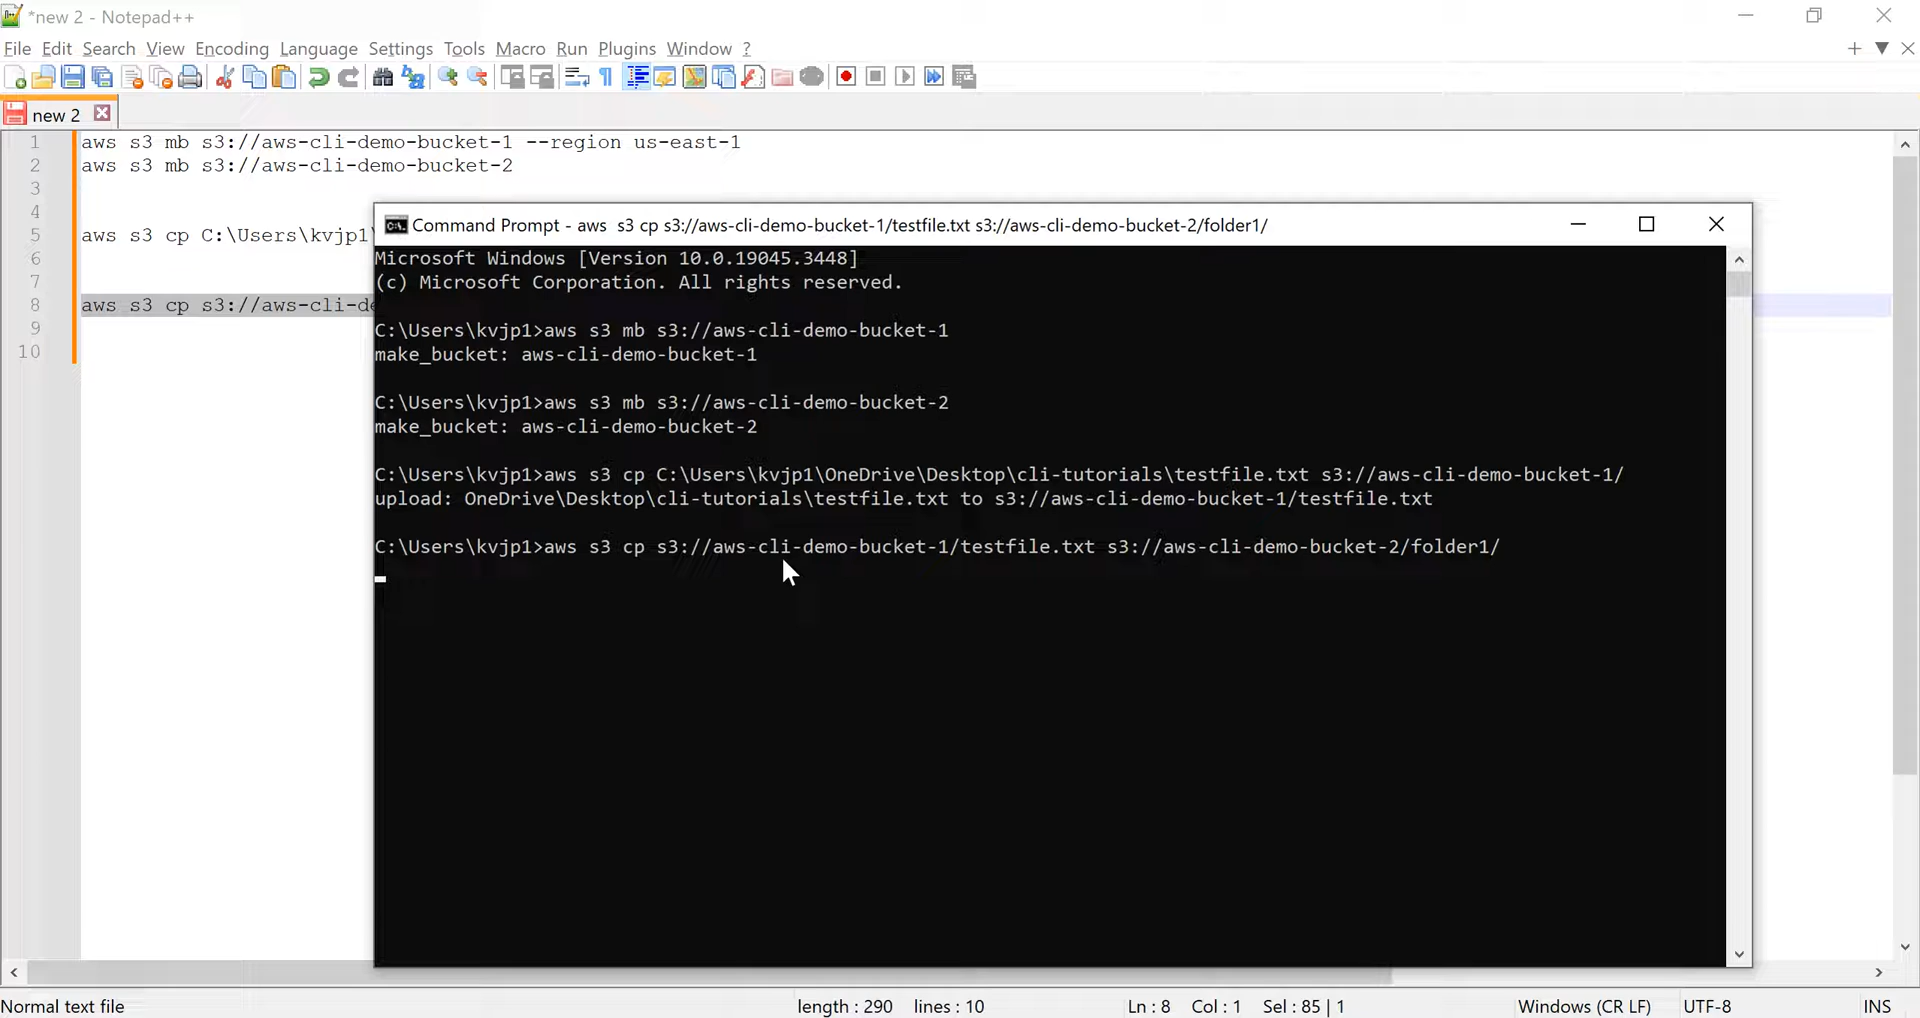 *new 2 - Notepad++
File Edit Search View Encoding Language Settings Tools Macro Run Plugins Window ?
new 2
1 aws s3 mb s3://aws-cli-demo-bucket-1 --region us-east-1
2 aws s3 mb s3://aws-cli-demo-bucket-2
3
4
5 aws s3 cp C:\Users\kvjp1\
6
7
8 aws s3 cp s3://aws-cli-de
9
10
Command Prompt - aws s3 cp s3://aws-cli-demo-bucket-1/testfile.txt s3://aws-cli-demo-bucket-2/folder1/
Microsoft Windows [Version 10.0.19045.3448]
(c) Microsoft Corporation. All rights reserved.
C:\Users\kvjp1>aws s3 mb s3://aws-cli-demo-bucket-1
make_bucket: aws-cli-demo-bucket-1
C:\Users\kvjp1>aws s3 mb s3://aws-cli-demo-bucket-2
make_bucket: aws-cli-demo-bucket-2
C:\Users\kvjp1>aws s3 cp C:\Users\kvjp1\OneDrive\Desktop\cli-tutorials\testfile.txt s3://aws-cli-demo-bucket-1/
upload: OneDrive\Desktop\cli-tutorials\testfile.txt to s3://aws-cli-demo-bucket-1/testfile.txt
C:\Users\kvjp1>aws s3 cp s3://aws-cli-demo-bucket-1/testfile.txt s3://aws-cli-demo-bucket-2/folder1/
Normal text file length : 290 lines : 10 Ln : 8 Col : 1 Sel : 85 | 1 Windows (CR LF) UTF-8 INS